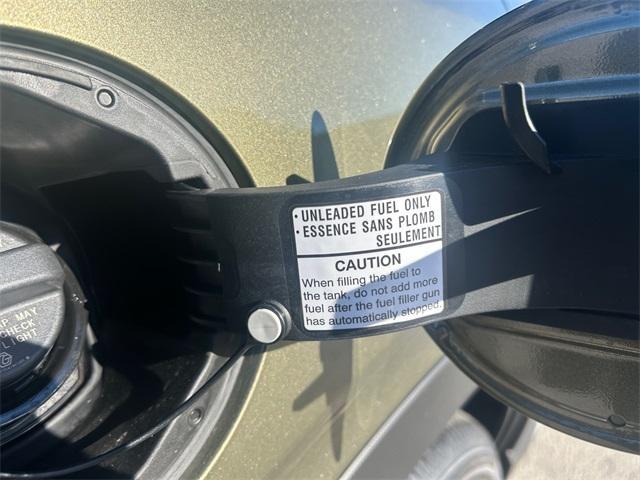 · UNLEADED FUEL ONLY
· ESSENCE SANS PLOMB
SEULEMENT
CAUTION
When filling the fuel to
the tank, do not add more
fuel after the fuel filler gun
has automatically stopped.
MAY
CHECK
LIGHT